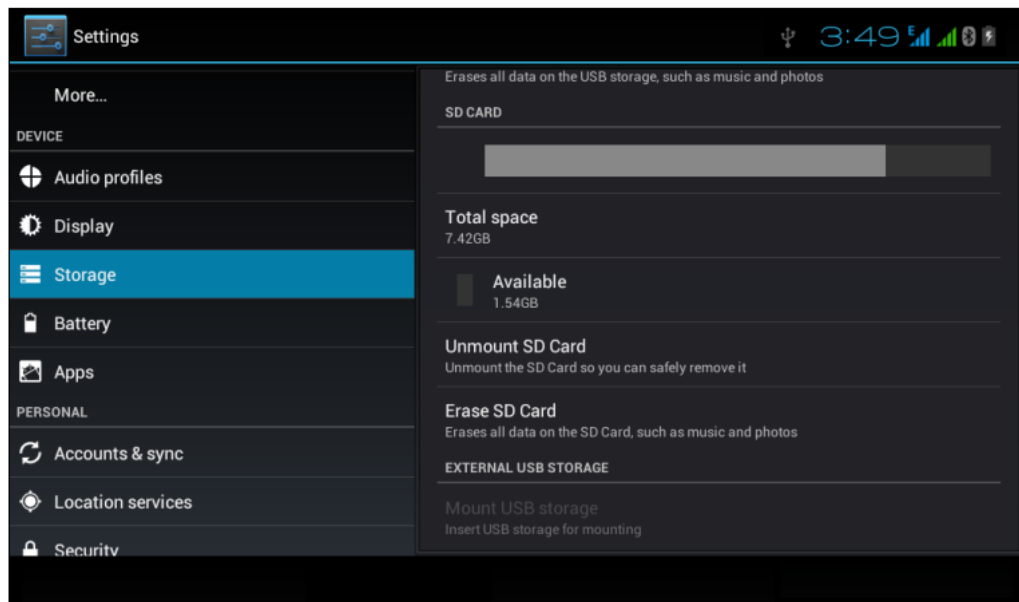 Settings
3:49
E
More...
DEVICE
Audio profiles
Display
Storage
Battery
Apps
PERSONAL
Accounts & sync
Location services
Security
Erases all data on the USB storage, such as music and photos
SD CARD
Total space
7.42GB
Available
1.54GB
Unmount SD Card
Unmount the SD Card so you can safely remove it
Erase SD Card
Erases all data on the SD Card, such as music and photos
EXTERNAL USB STORAGE
Mount USB storage
Insert USB storage for mounting